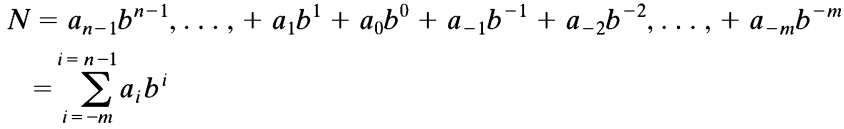 N = a_{n-1}b^{n-1}, . . . , + a_1b^1 + a_0b^0 + a_{-1}b^{-1} + a_{-2}b^{-2}, . . . , + a_{-m}b^{-m}
= \sum_{i=-m}^{i=n-1} a_i b^i